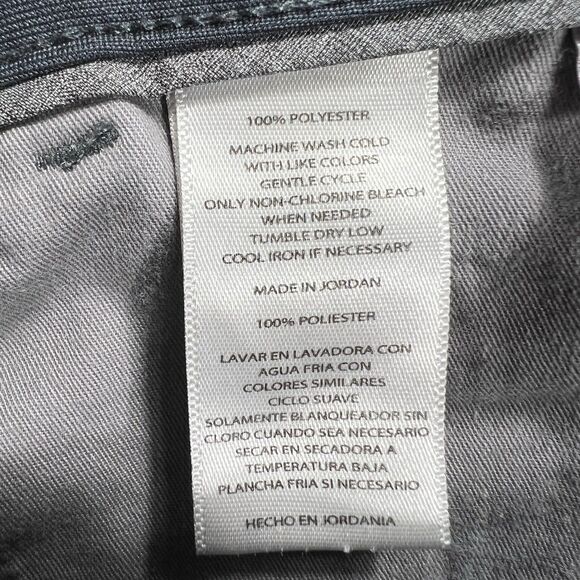 100% POLYESTER
MACHINE WASH COLD
WITH LIKE COLORS
GENTLE CYCLE
ONLY NON-CHLORINE BLEACH
WHEN NEEDED
TUMBLE DRY LOW
COOL IRON IF NECESSARY
MADE IN JORDAN
100% POLIESTER
LAVAR EN LAVADORA CON
AGUA FRIA CON
COLORES SIMILARES
CICLO SUAVE
SOLAMENTE BLANQUEADOR SIN
CLORO CUANDO SEA NECESARIO
SECAR EN SECADORA A
TEMPERATURA BAJA
PLANCHA FRIA SI NECESARIO
HECHO EN JORDANIA